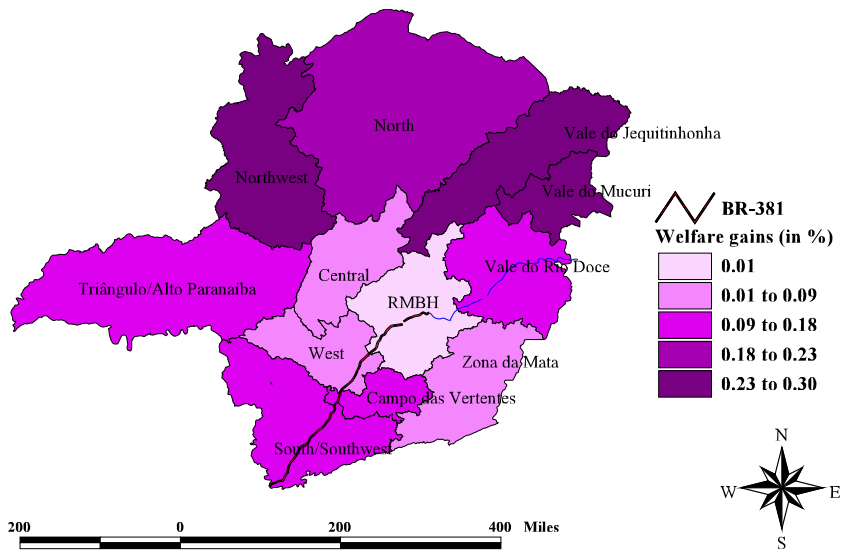 North
Vale do Jequitinhonha
Northwest
Vale do Mucuri
BR-381
Welfare gains (in %)
0.01
0.01 to 0.09
0.09 to 0.18
0.18 to 0.23
0.23 to 0.30
Vale do Rio Doce
Central
Triângulo/Alto Paranaiba
RMBH
West
Zona da Mata
Campo das Vertentes
South/Southwest
N
W
E
S
200 0 200 400 Miles